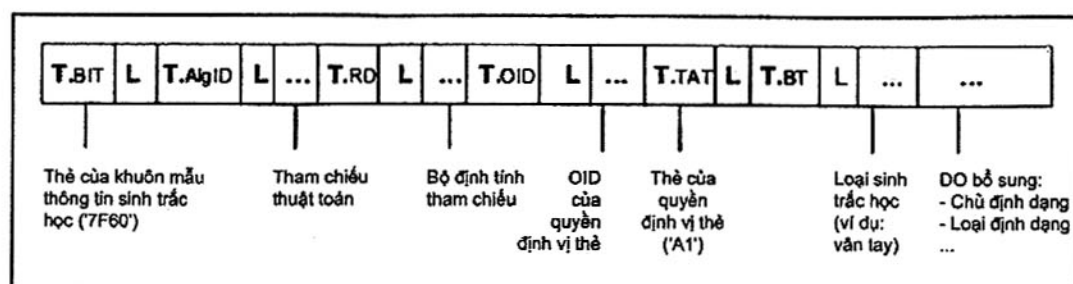 T.BIT L T.AlgID L ... T.RD L ... T.OID L ... T.TAT L T.BT L ... ...
Thẻ của khuôn mẫu
thông tin sinh trắc
học ('7F60')
Tham chiếu
thuật toán
Bộ định tính
tham chiếu
OID
của
quyền
định vị thẻ
Thẻ của
quyền
định vị thẻ
('A1')
Loại sinh
trắc học
(ví dụ:
vân tay)
DO bổ sung:
- Chủ định dạng
- Loại định dạng
...